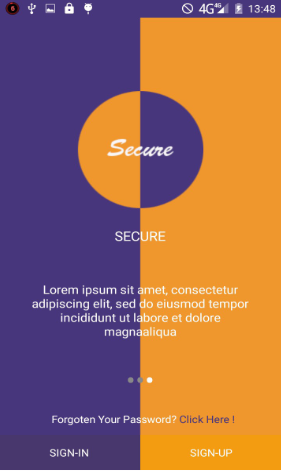 4G 4G 13:48
Secure
SECURE
Lorem ipsum sit amet, consectetur
adipiscing elit, sed do eiusmod tempor
incididunt ut labore et dolore
magnaaliqua
Forgoten Your Password? Click Here !
SIGN-IN SIGN-UP